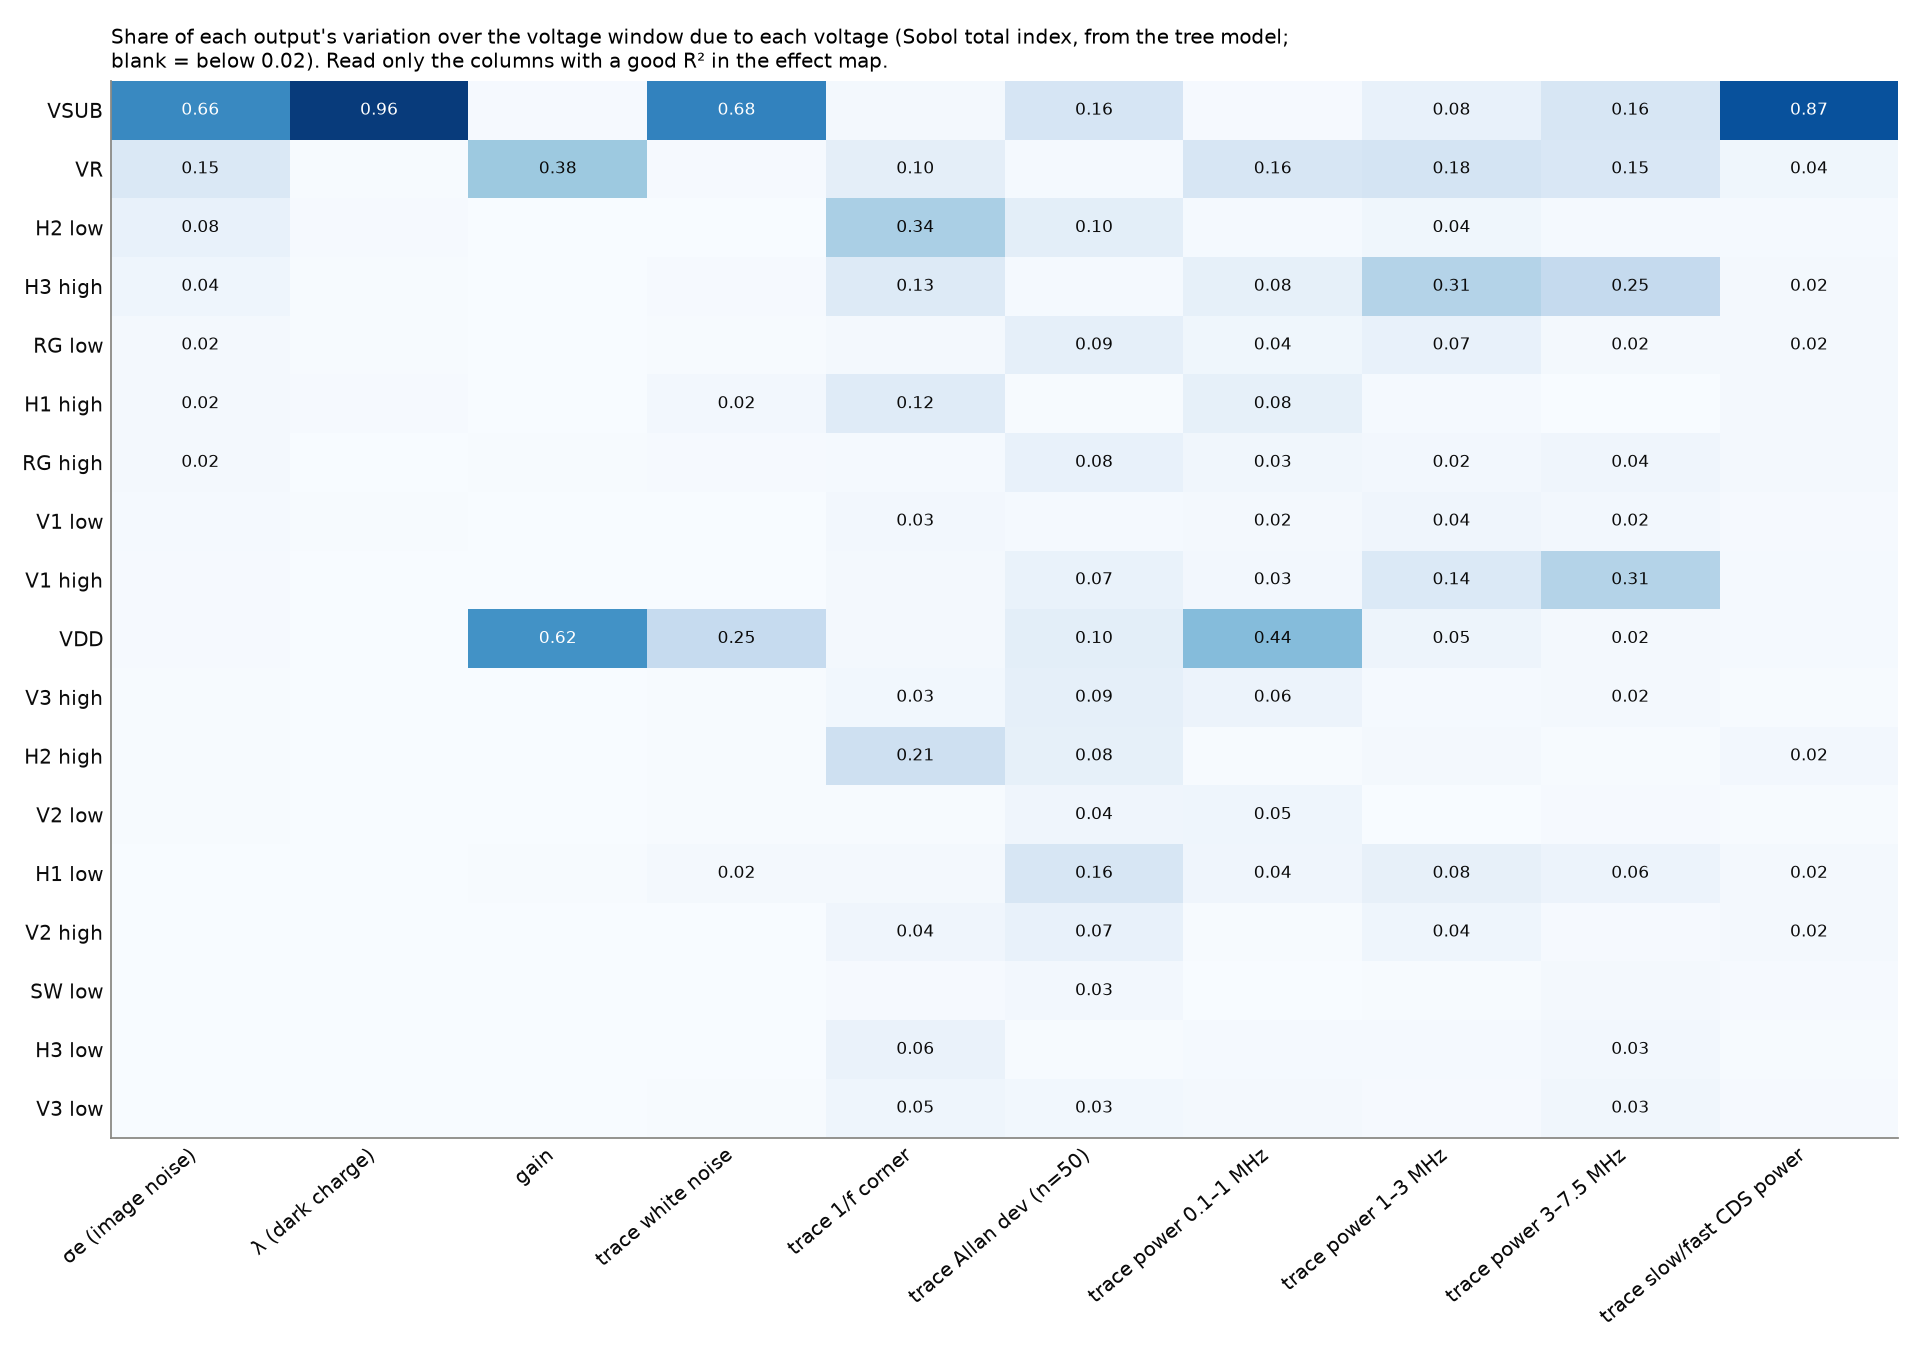 Share of each output's variation over the voltage window due to each voltage (Sobol total index, from the tree model;
blank = below 0.02). Read only the columns with a good R² in the effect map.
VSUB 0.66 0.96 0.68 0.16 0.08 0.16 0.87
VR 0.15 0.38 0.10 0.16 0.18 0.15 0.04
H2 low 0.08 0.34 0.10 0.04
H3 high 0.04 0.13 0.08 0.31 0.25 0.02
RG low 0.02 0.09 0.04 0.07 0.02 0.02
H1 high 0.02 0.02 0.12 0.08
RG high 0.02 0.08 0.03 0.02 0.04
V1 low 0.03 0.02 0.04 0.02
V1 high 0.07 0.03 0.14 0.31
VDD 0.62 0.25 0.10 0.44 0.05 0.02
V3 high 0.03 0.09 0.06 0.02
H2 high 0.21 0.08 0.02
V2 low 0.04 0.05
H1 low 0.02 0.16 0.04 0.08 0.06 0.02
V2 high 0.04 0.07 0.04 0.02
SW low 0.03
H3 low 0.06 0.03
V3 low 0.05 0.03 0.03
σe (image noise)
λ (dark charge)
gain
trace white noise
trace 1/f corner
trace Allan dev (n=50)
trace power 0.1–1 MHz
trace power 1–3 MHz
trace power 3–7.5 MHz
trace slow/fast CDS power